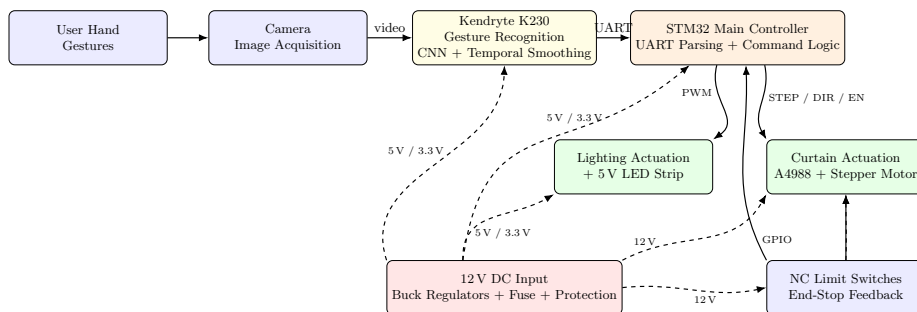 User Hand
Gestures
Camera
Image Acquisition
video
Kendryte K230
Gesture Recognition
CNN + Temporal Smoothing
UART
STM32 Main Controller
UART Parsing + Command Logic
PWM
STEP / DIR / EN
5 V / 3.3 V
5 V / 3.3 V
Lighting Actuation
+ 5 V LED Strip
Curtain Actuation
A4988 + Stepper Motor
5 V / 3.3 V
12 V
GPIO
12 V DC Input
Buck Regulators + Fuse + Protection
12 V
NC Limit Switches
End-Stop Feedback